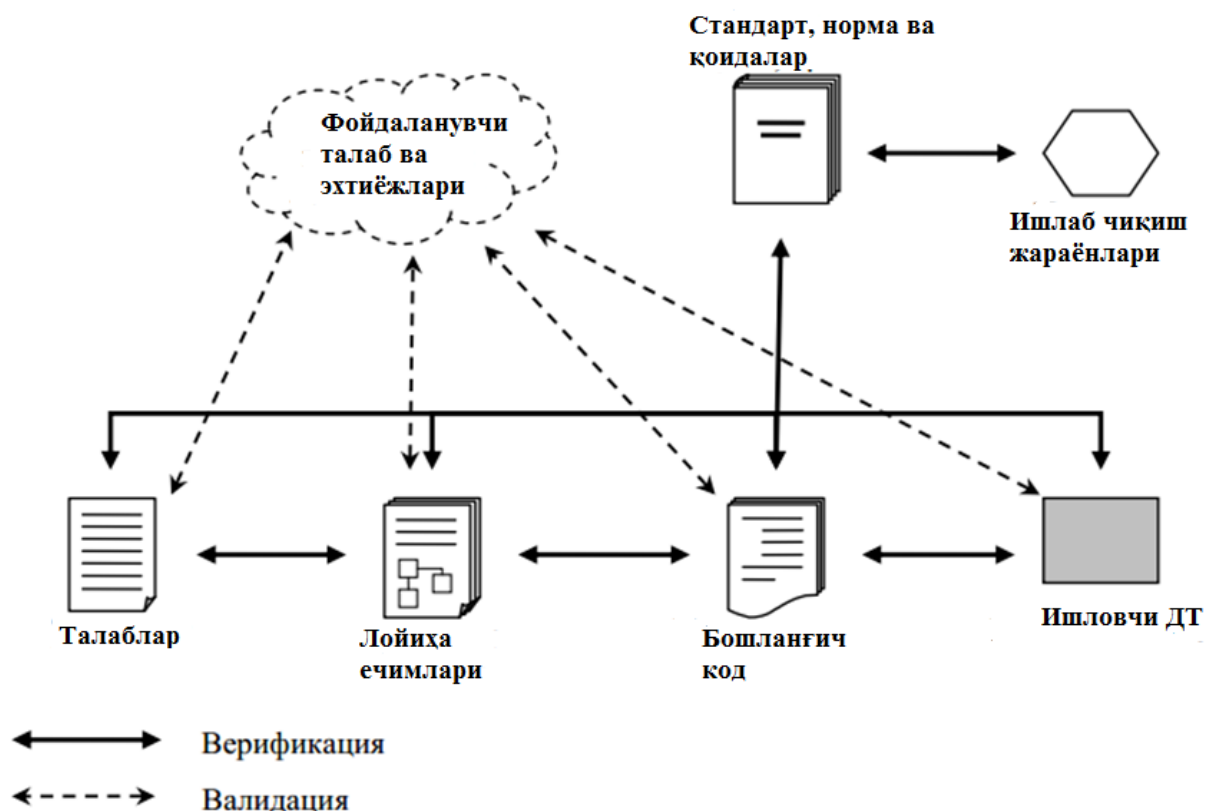 Стандарт, норма ва
қоидалар
Фойдаланувчи
талаб ва
эхтиёжлари
Ишлаб чиқиш
жараёнлари
Талаблар
Лойиҳа
ечимлари
Бошланғич
код
Ишловчи ДТ
Верификация
Валидация